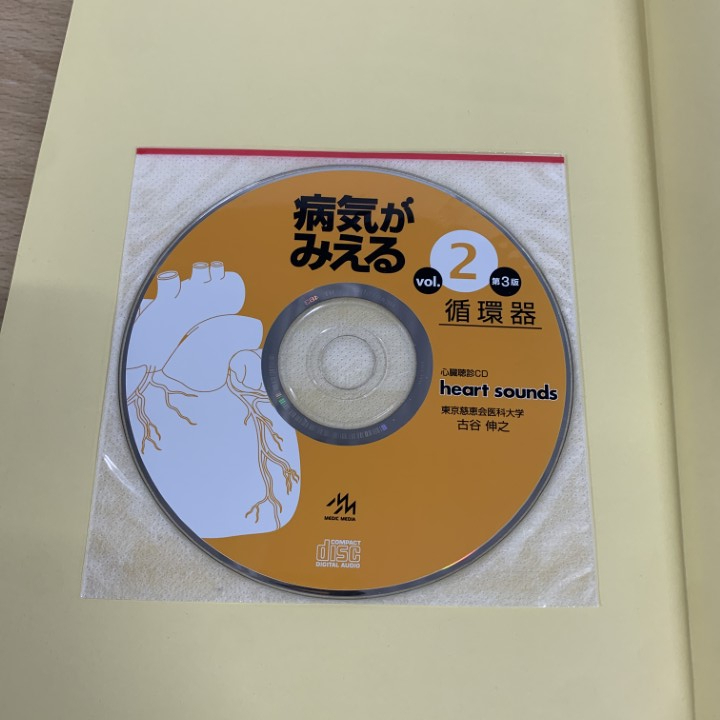 病気が
みえる
vol. 2 第3版
循環器
心臓聴診CD
heart sounds
東京慈恵会医科大学
古谷 伸之
MEDIC MEDIA
COMPACT
disc
DIGITAL AUDIO